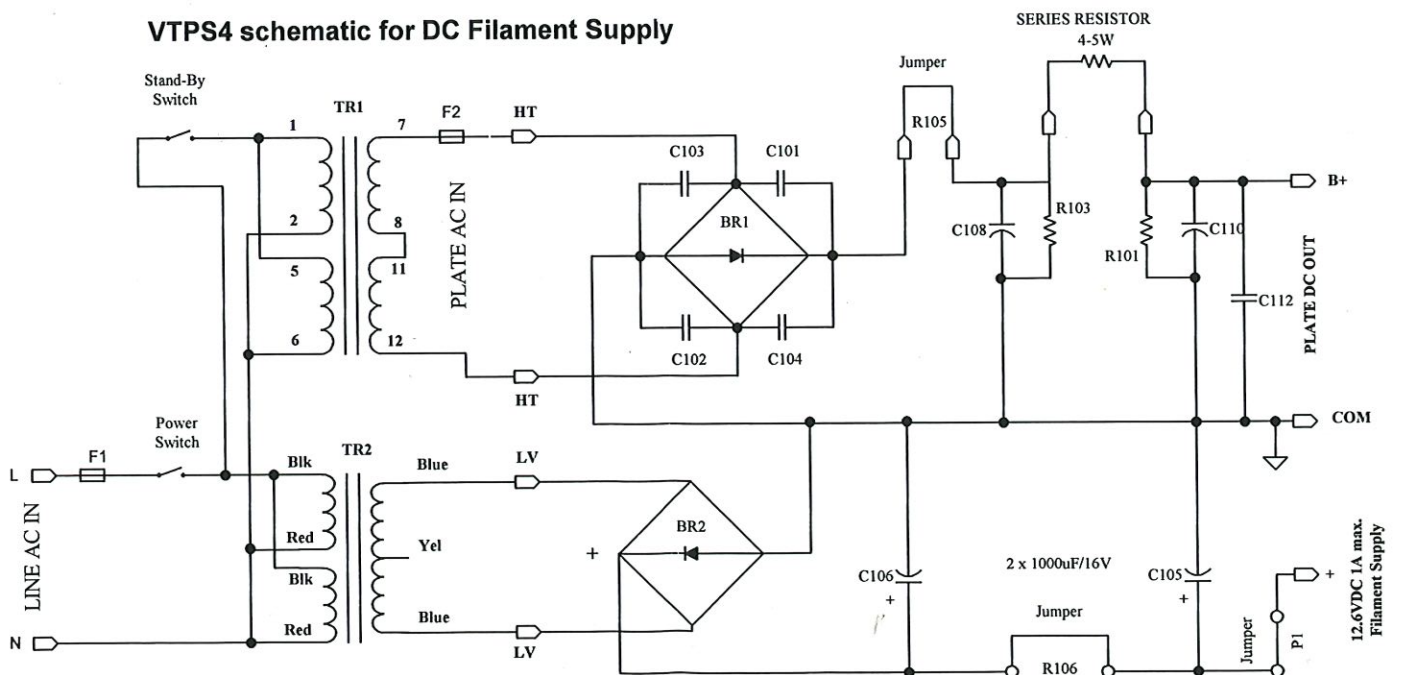 VTPS4 schematic for DC Filament Supply
SERIES RESISTOR
4-5W
Stand-By
Switch
Jumper
TR1
F2
HT
1
7
R105
C103
C101
B+
2
8
BR1
C108
R103
C110
R101
5
11
PLATE AC IN
C112
PLATE DC OUT
6
12
C102
C104
HT
COM
Power
Switch
TR2
F1
Blk
Blue
LV
L
LINE AC IN
BR2
Red
Yel
+
2 x 1000uF/16V
C106
+
C105
+
+
12.6VDC 1A max.
Filament Supply
Blk
Jumper
Jumper
P1
Red
Blue
N
LV
R106